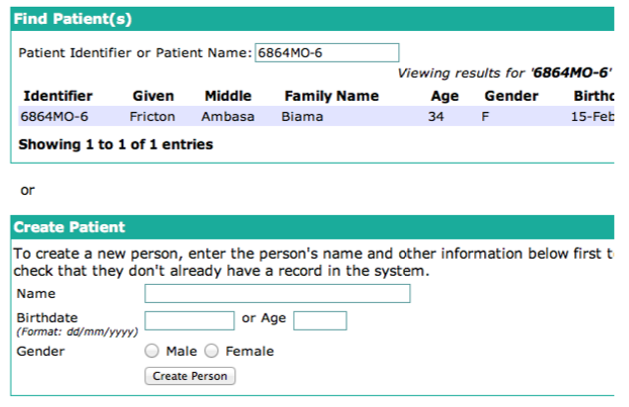 Find Patient(s)
Patient Identifier or Patient Name: 6864MO-6
Viewing results for '6864MO-6'
Identifier Given Middle Family Name Age Gender Birthd
6864MO-6 Fricton Ambasa Biama 34 F 15-Feb
Showing 1 to 1 of 1 entries
or
Create Patient
To create a new person, enter the person's name and other information below first t
check that they don't already have a record in the system.
Name
Birthdate or Age
(Format: dd/mm/yyyy)
Gender Male Female
Create Person